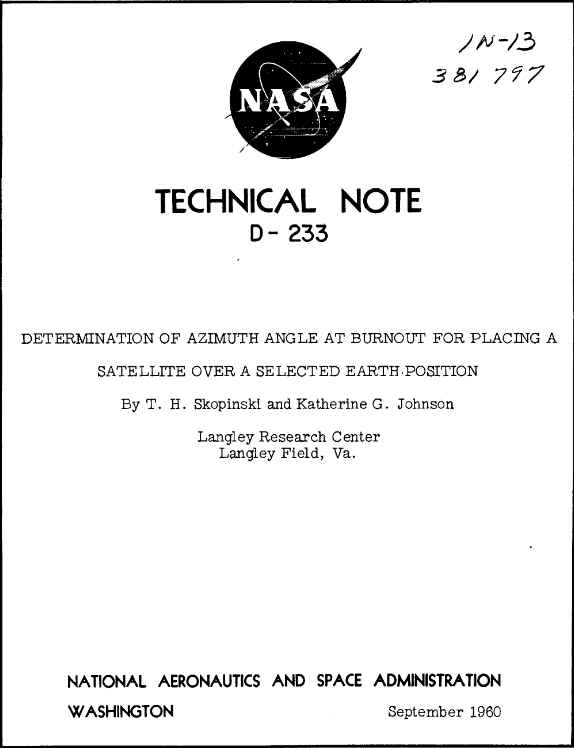 IN-13
381 797
NASA
TECHNICAL NOTE
D- 233
DETERMINATION OF AZIMUTH ANGLE AT BURNOUT FOR PLACING A
SATELLITE OVER A SELECTED EARTH POSITION
By T. H. Skopinski and Katherine G. Johnson
Langley Research Center
Langley Field, Va.
NATIONAL AERONAUTICS AND SPACE ADMINISTRATION
WASHINGTON September 1960